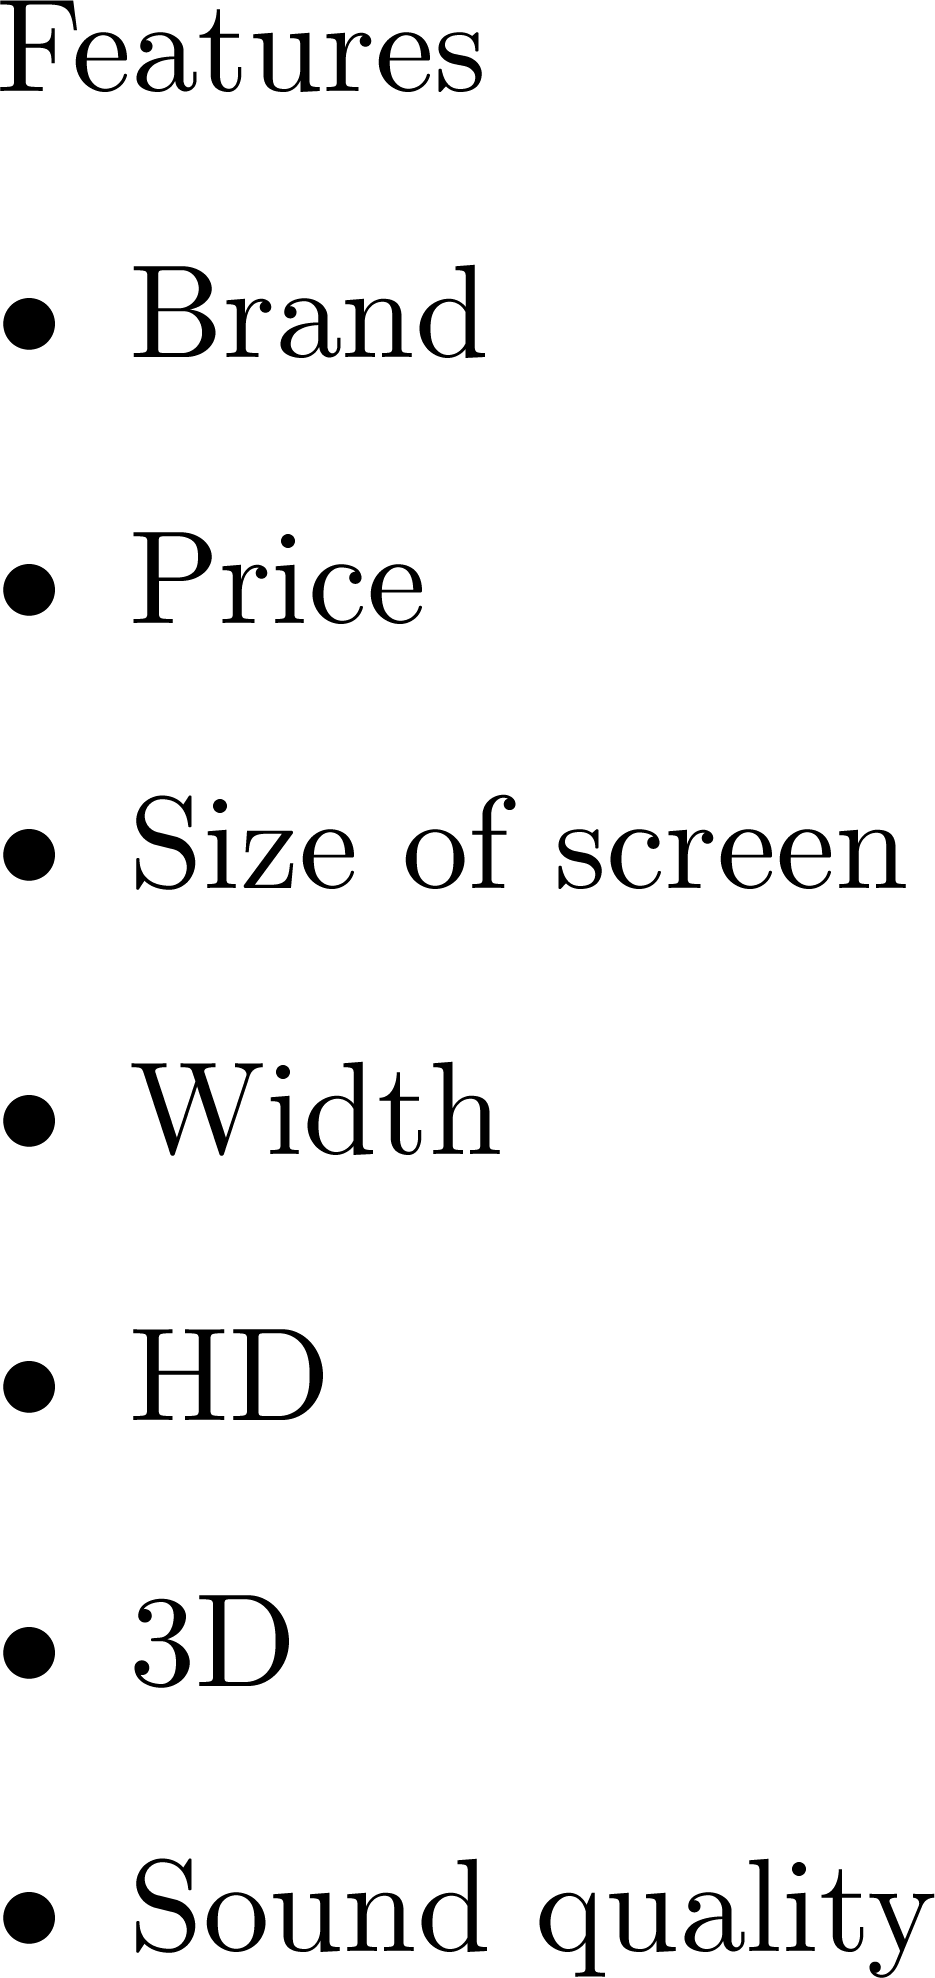 Features
• Brand
• Price
• Size of screen
• Width
• HD
• 3D
• Sound quality